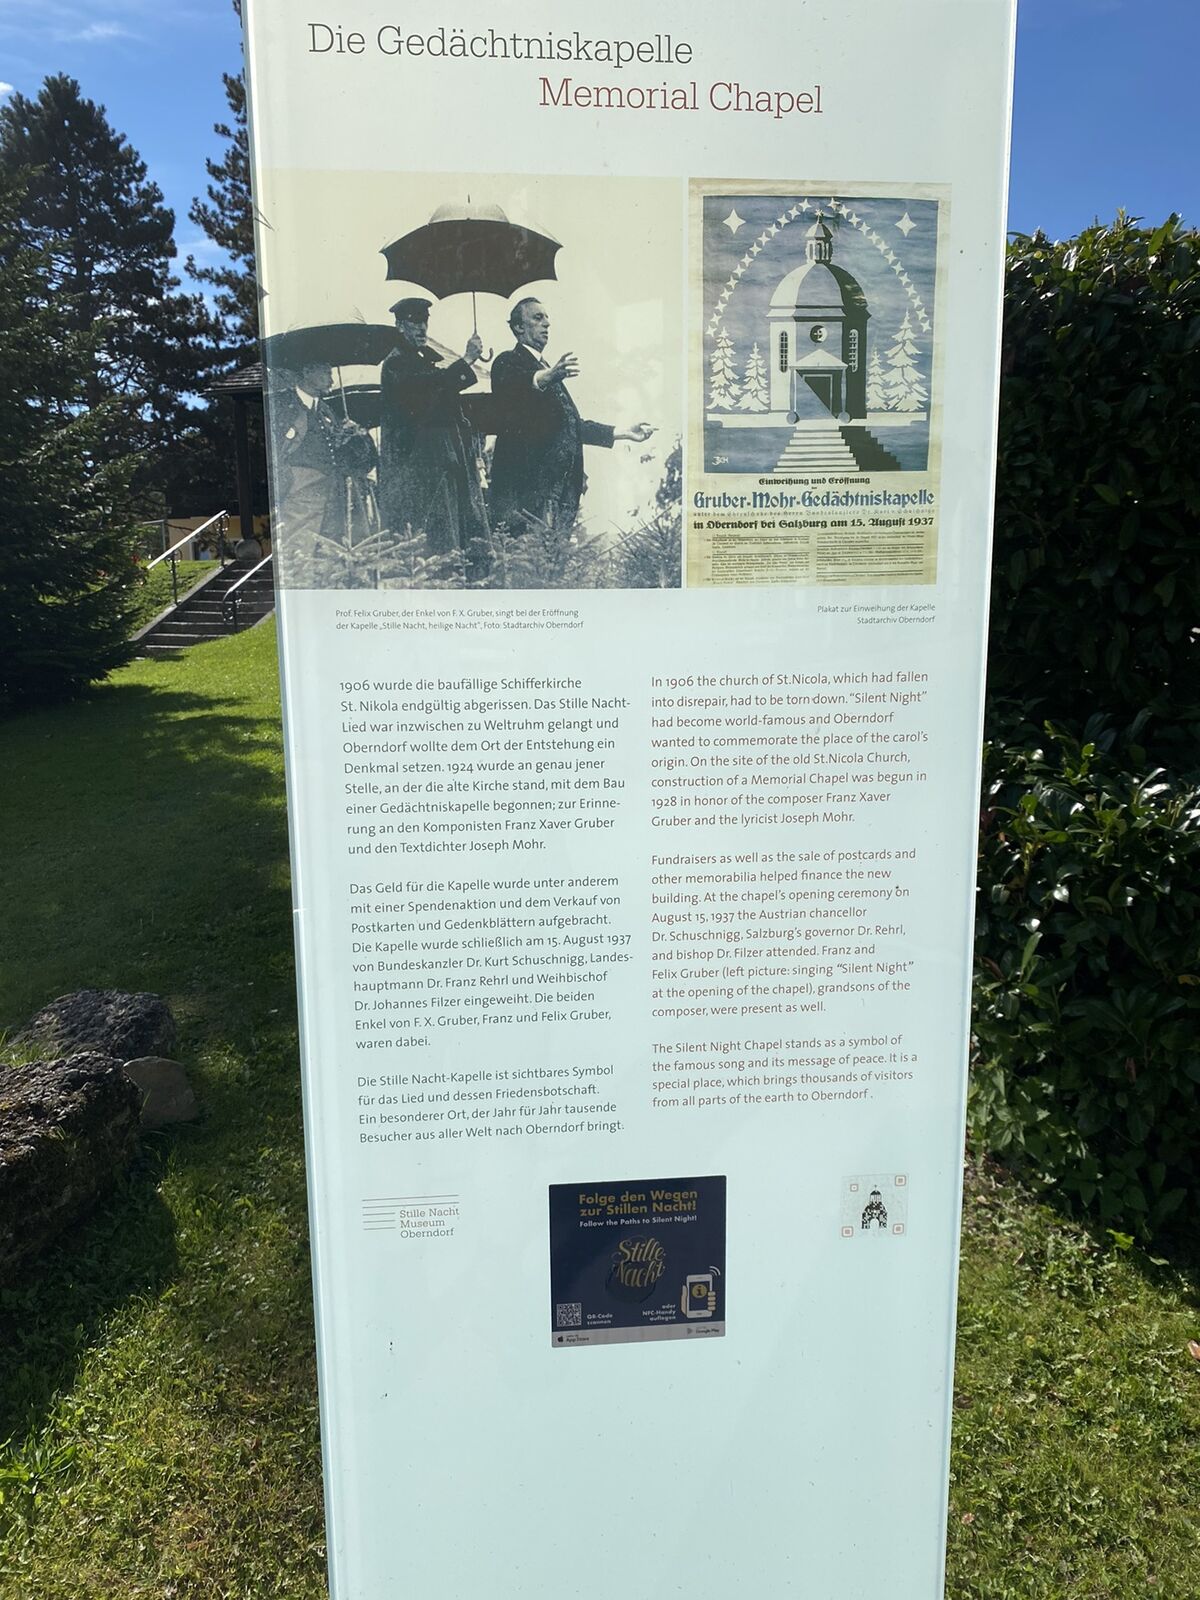 Die Gedächtniskapelle
Memorial Chapel
Einweihung und Eröffnung
der
Gruber-Mohr-Gedächtniskapelle
in Oberndorf bei Salzburg am 15. August 1937
Prof. Felix Gruber, der Enkel von F. X. Gruber, singt bei der Eröffnung
der Kapelle „Stille Nacht, heilige Nacht“, Foto: Stadtarchiv Oberndorf
Plakat zur Einweihung der Kapelle
Stadtarchiv Oberndorf
1906 wurde die baufällige Schifferkirche
St. Nikola endgültig abgerissen. Das Stille Nacht-
Lied war inzwischen zu Weltruhm gelangt und
Oberndorf wollte dem Ort der Entstehung ein
Denkmal setzen. 1924 wurde an genau jener
Stelle, an der die alte Kirche stand, mit dem Bau
einer Gedächtniskapelle begonnen; zur Erinne-
rung an den Komponisten Franz Xaver Gruber
und den Textdichter Joseph Mohr.
Das Geld für die Kapelle wurde unter anderem
mit einer Spendenaktion und dem Verkauf von
Postkarten und Gedenkblättern aufgebracht.
Die Kapelle wurde schließlich am 15. August 1937
von Bundeskanzler Dr. Kurt Schuschnigg, Landes-
hauptmann Dr. Franz Rehrl und Weihbischof
Dr. Johannes Filzer eingeweiht. Die beiden
Enkel von F. X. Gruber, Franz und Felix Gruber,
waren dabei.
Die Stille Nacht-Kapelle ist sichtbares Symbol
für das Lied und dessen Friedensbotschaft.
Ein besonderer Ort, der Jahr für Jahr tausende
Besucher aus aller Welt nach Oberndorf bringt.
In 1906 the church of St.Nicola, which had fallen
into disrepair, had to be torn down. “Silent Night”
had become world-famous and Oberndorf
wanted to commemorate the place of the carol’s
origin. On the site of the old St.Nicola Church,
construction of a Memorial Chapel was begun in
1928 in honor of the composer Franz Xaver
Gruber and the lyricist Joseph Mohr.
Fundraisers as well as the sale of postcards and
other memorabilia helped finance the new
building. At the chapel’s opening ceremony on
August 15, 1937 the Austrian chancellor
Dr. Schuschnigg, Salzburg’s governor Dr. Rehrl,
and bishop Dr. Filzer attended. Franz and
Felix Gruber (left picture: singing “Silent Night”
at the opening of the chapel), grandsons of the
composer, were present as well.
The Silent Night Chapel stands as a symbol of
the famous song and its message of peace. It is a
special place, which brings thousands of visitors
from all parts of the earth to Oberndorf .
Stille Nacht
Museum
Oberndorf
Folge den Wegen
zur Stillen Nacht!
Follow the Paths to Silent Night!
Stille
Nacht
QR-Code
scannen
oder
NFC-Handy
auflegen
App Store
Google Play